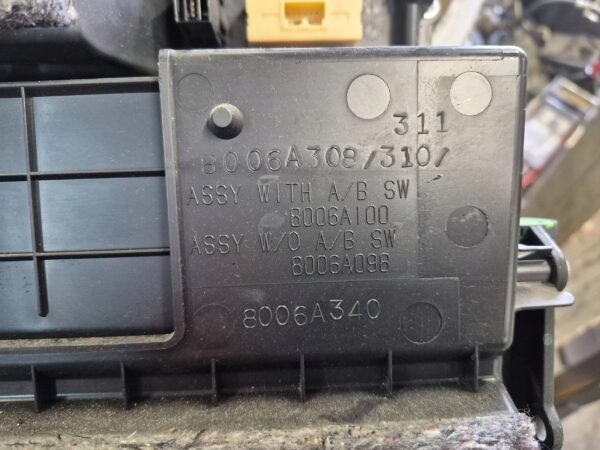 311
8006A308/310/
ASSY WITH A/B SW
8006A100
ASSY W/O A/B SW
8006A098
8006A340